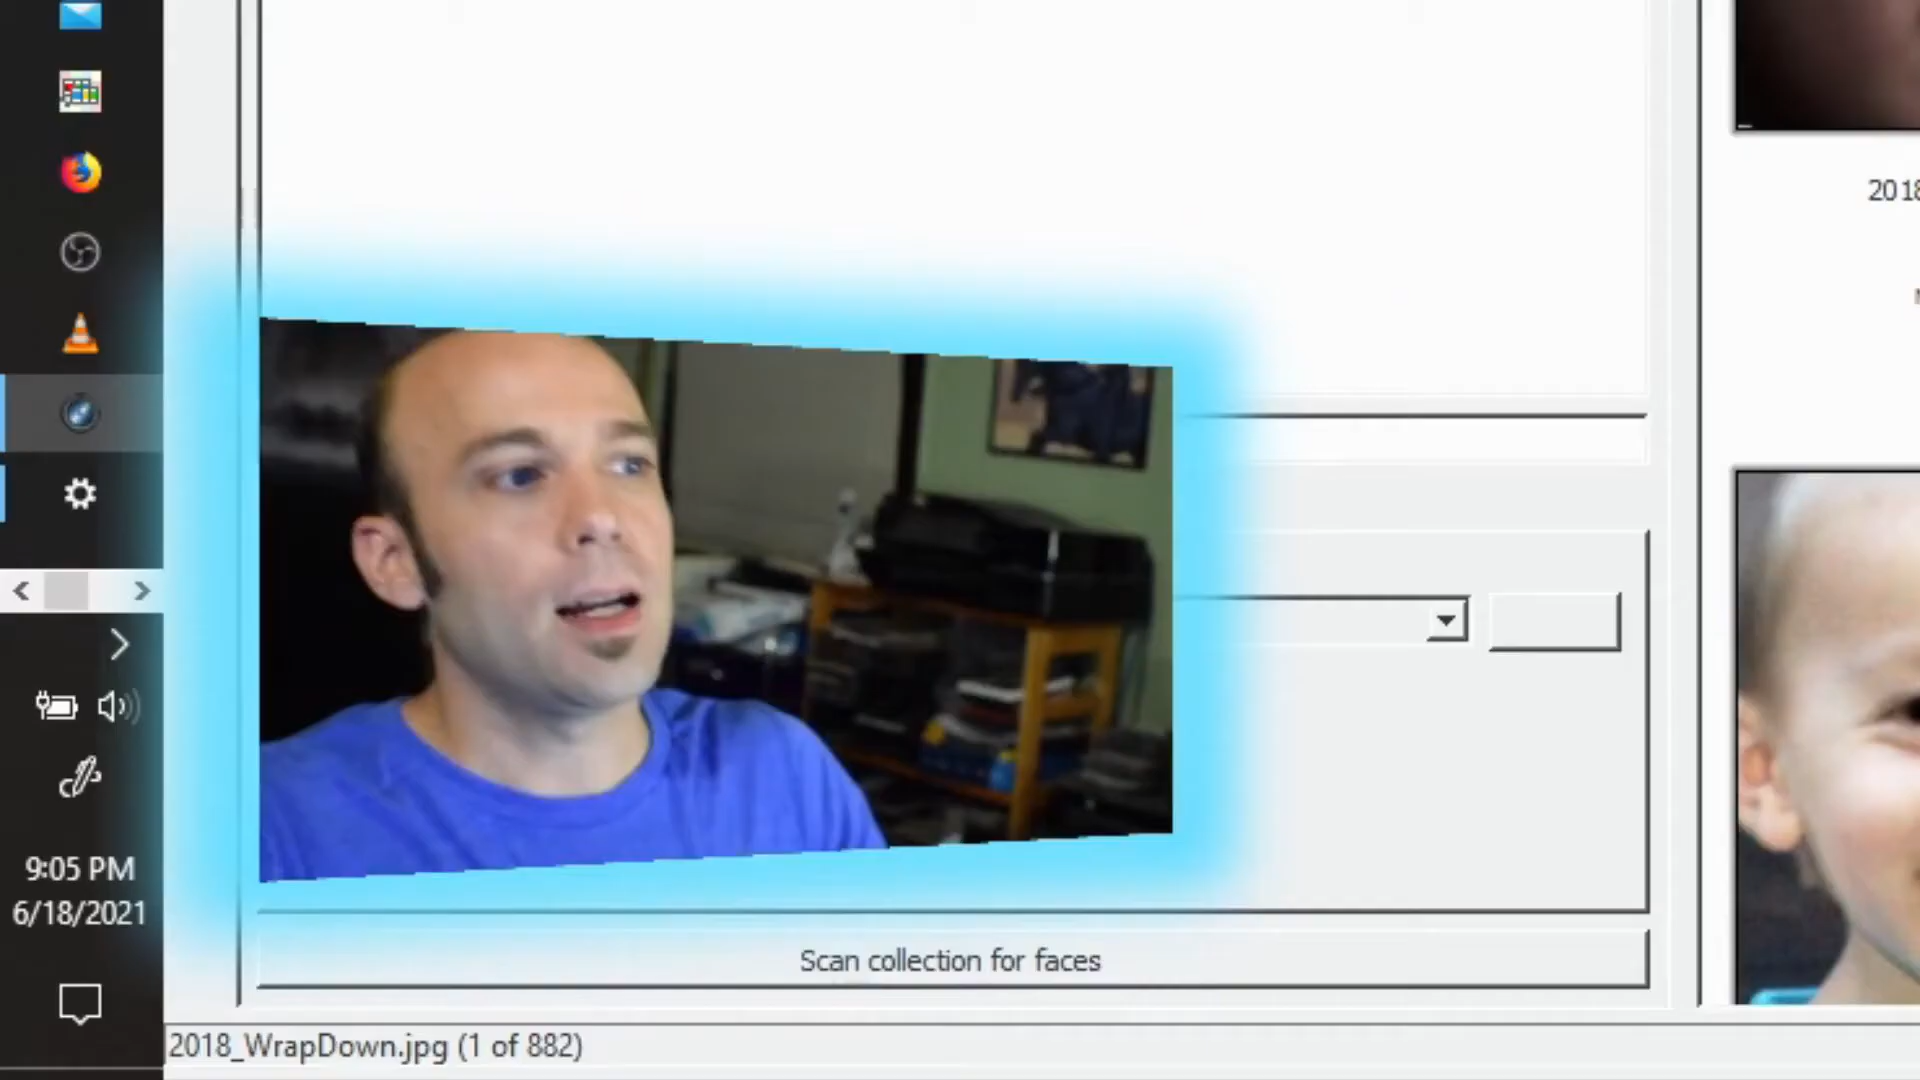 2018
9:05 PM
6/18/2021
Scan collection for faces
2018_WrapDown.jpg (1 of 882)